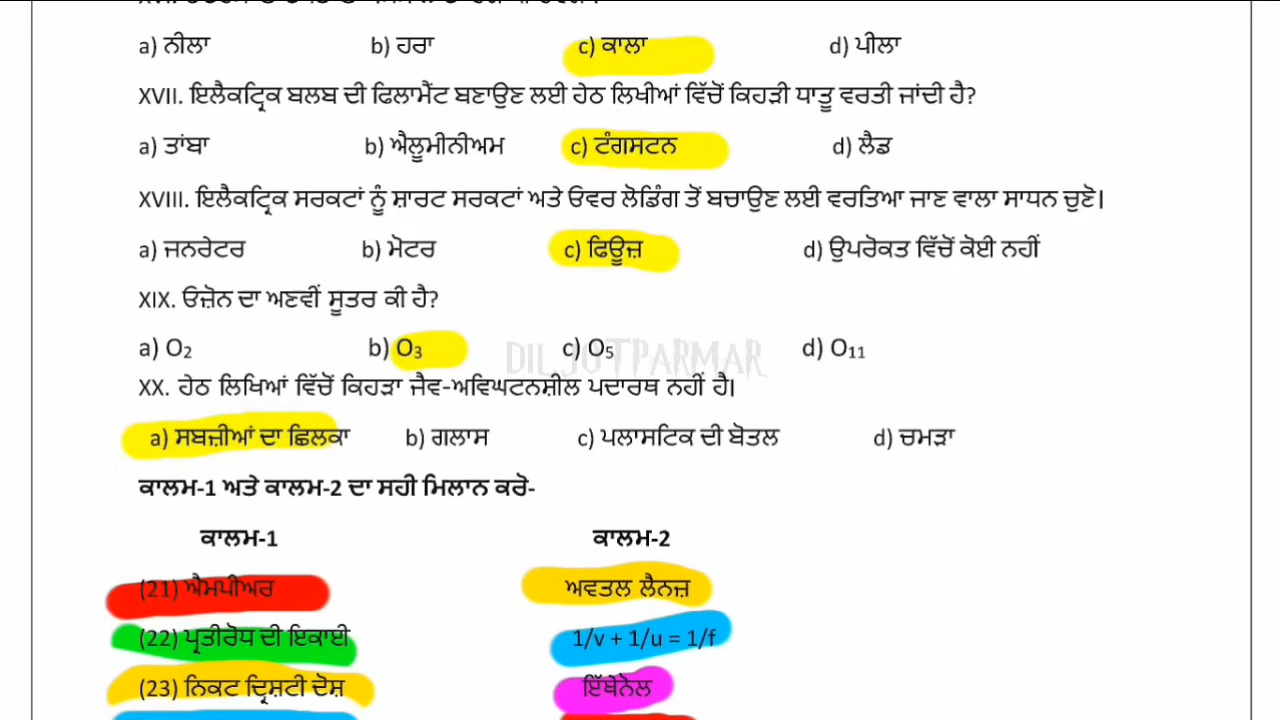 a) ਨੀਲਾ b) ਹਰਾ c) ਕਾਲਾ d) ਪੀਲਾ
XVII. ਇਲੈਕਟ੍ਰਿਕ ਬਲਬ ਦੀ ਫਿਲਾਮੈਂਟ ਬਣਾਉਣ ਲਈ ਹੇਠ ਲਿਖੀਆਂ ਵਿੱਚੋਂ ਕਿਹੜੀ ਧਾਤੂ ਵਰਤੀ ਜਾਂਦੀ ਹੈ?
a) ਤਾਂਬਾ b) ਐਲੂਮੀਨੀਅਮ c) ਟੰਗਸਟਨ d) ਲੈਡ
XVIII. ਇਲੈਕਟ੍ਰਿਕ ਸਰਕਟਾਂ ਨੂੰ ਸ਼ਾਰਟ ਸਰਕਟਾਂ ਅਤੇ ਓਵਰ ਲੋਡਿੰਗ ਤੋਂ ਬਚਾਉਣ ਲਈ ਵਰਤਿਆ ਜਾਣ ਵਾਲਾ ਸਾਧਨ ਚੁਣੋ।
a) ਜਨਰੇਟਰ b) ਮੋਟਰ c) ਫਿਊਜ਼ d) ਉਪਰੋਕਤ ਵਿੱਚੋਂ ਕੋਈ ਨਹੀਂ
XIX. ਓਜ਼ੋਨ ਦਾ ਅਣਵੀਂ ਸੂਤਰ ਕੀ ਹੈ?
a) O₂ b) O₃ c) O₅ d) O₁₁
DILJOTPARMAR
XX. ਹੇਠ ਲਿਖਿਆਂ ਵਿੱਚੋਂ ਕਿਹੜਾ ਜੈਵ-ਅਵਿਘਟਨਸ਼ੀਲ ਪਦਾਰਥ ਨਹੀਂ ਹੈ।
a) ਸਬਜ਼ੀਆਂ ਦਾ ਛਿਲਕਾ b) ਗਲਾਸ c) ਪਲਾਸਟਿਕ ਦੀ ਬੋਤਲ d) ਚਮੜਾ
ਕਾਲਮ-1 ਅਤੇ ਕਾਲਮ-2 ਦਾ ਸਹੀ ਮਿਲਾਨ ਕਰੋ-
ਕਾਲਮ-1 ਕਾਲਮ-2
(21) ਐਮਪੀਅਰ ਅਵਤਲ ਲੈਨਜ਼
(22) ਪ੍ਰਤੀਰੋਧ ਦੀ ਇਕਾਈ 1/v + 1/u = 1/f
(23) ਨਿਕਟ ਦ੍ਰਿਸ਼ਟੀ ਦੋਸ਼ ਇੱਥੇਨੋਲ